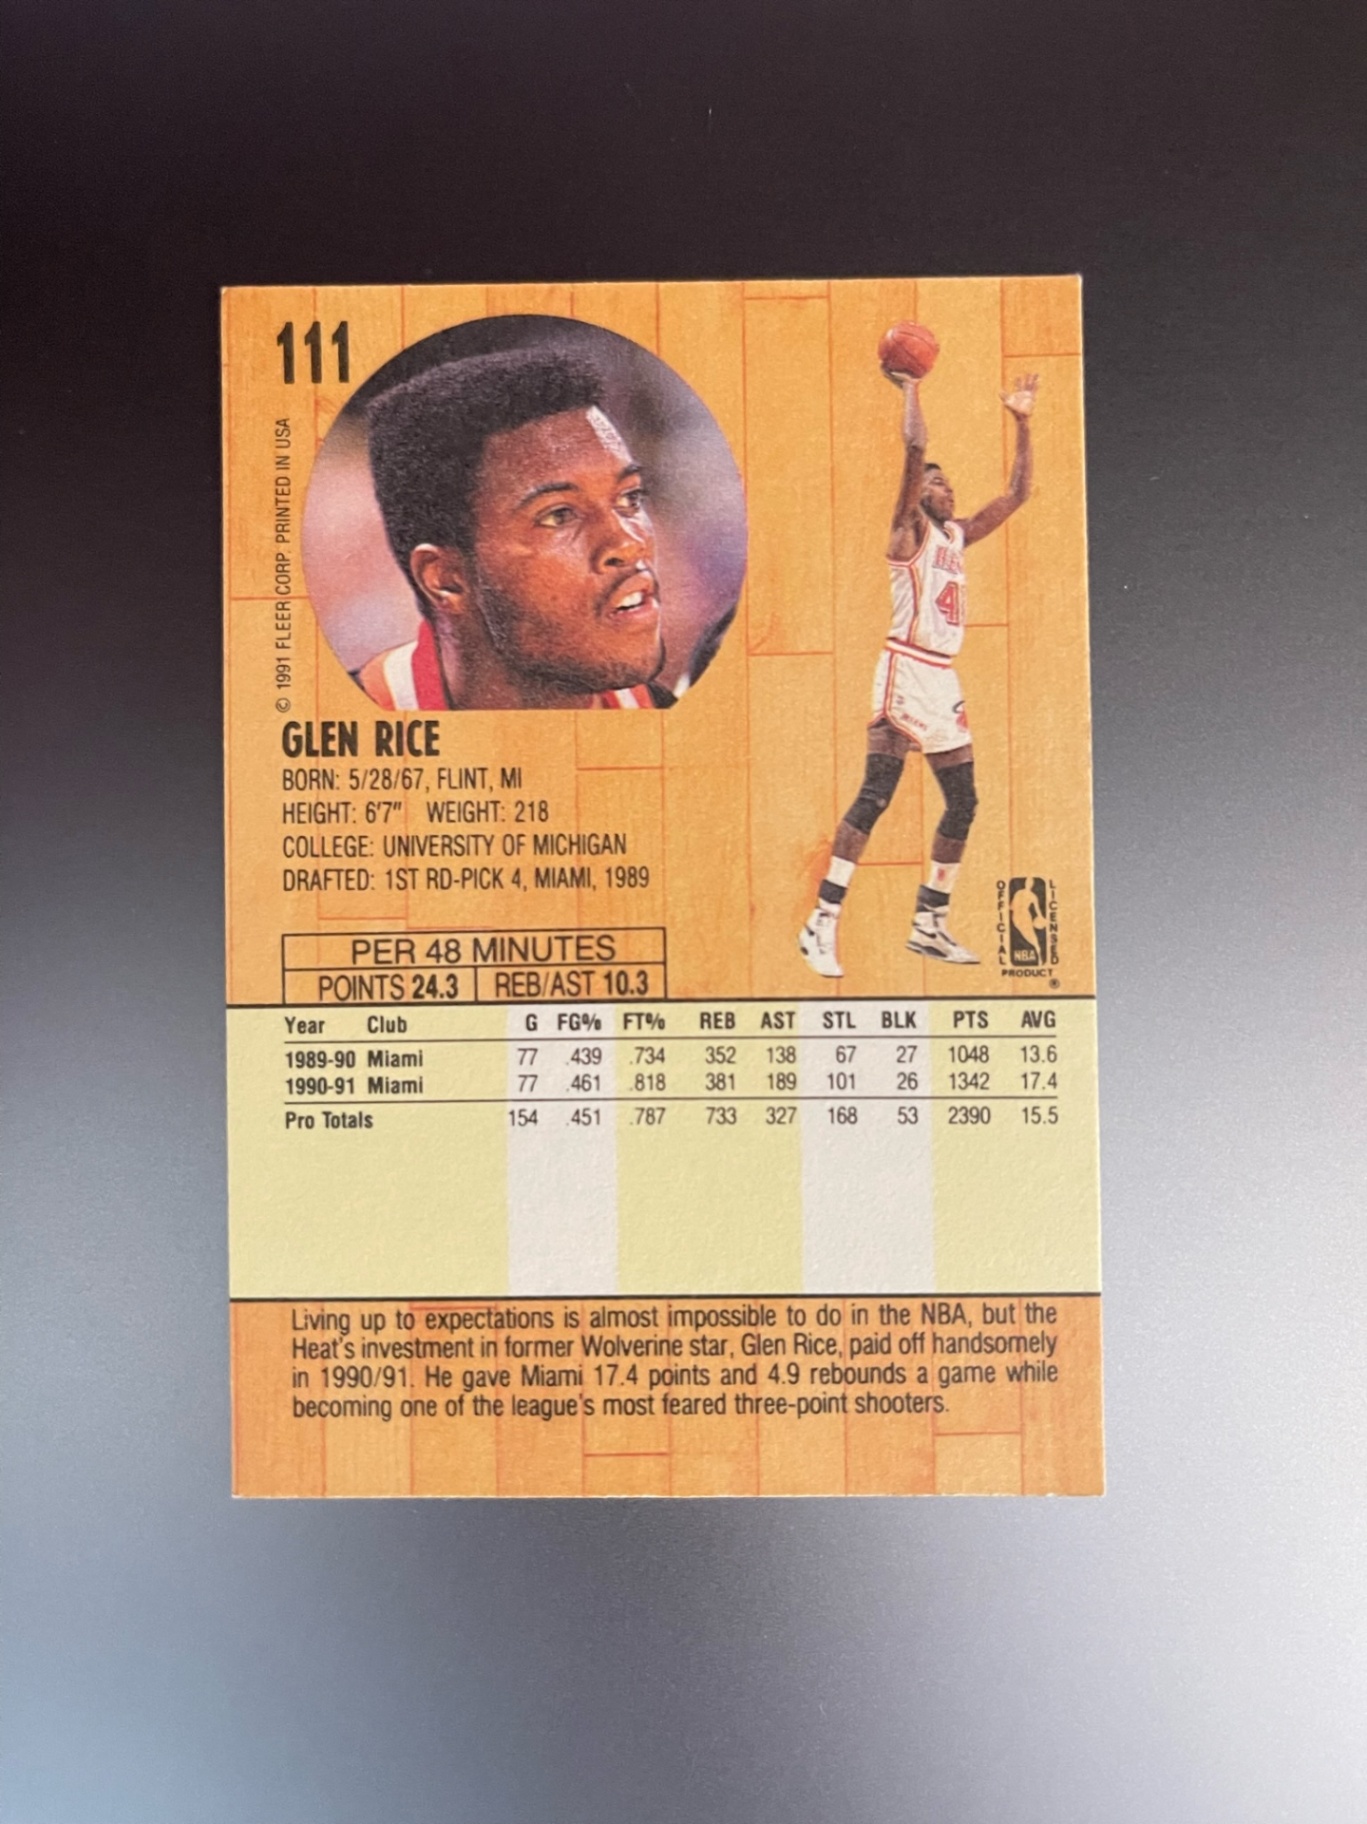 111
© 1991 FLEER CORP. PRINTED IN USA
HEAT
4
GLEN RICE
BORN: 5/28/67, FLINT, MI
HEIGHT: 6'7" WEIGHT: 218
COLLEGE: UNIVERSITY OF MICHIGAN
DRAFTED: 1ST RD-PICK 4, MIAMI, 1989
OFFICIAL LICENSED
NBA
PRODUCT
®
PER 48 MINUTES
POINTS 24.3 REB/AST 10.3
Year Club G FG% FT% REB AST STL BLK PTS AVG
1989-90 Miami 77 .439 .734 352 138 67 27 1048 13.6
1990-91 Miami 77 .461 .818 381 189 101 26 1342 17.4
Pro Totals 154 .451 .787 733 327 168 53 2390 15.5
Living up to expectations is almost impossible to do in the NBA, but the
Heat's investment in former Wolverine star, Glen Rice, paid off handsomely
in 1990/91. He gave Miami 17.4 points and 4.9 rebounds a game while
becoming one of the league's most feared three-point shooters.